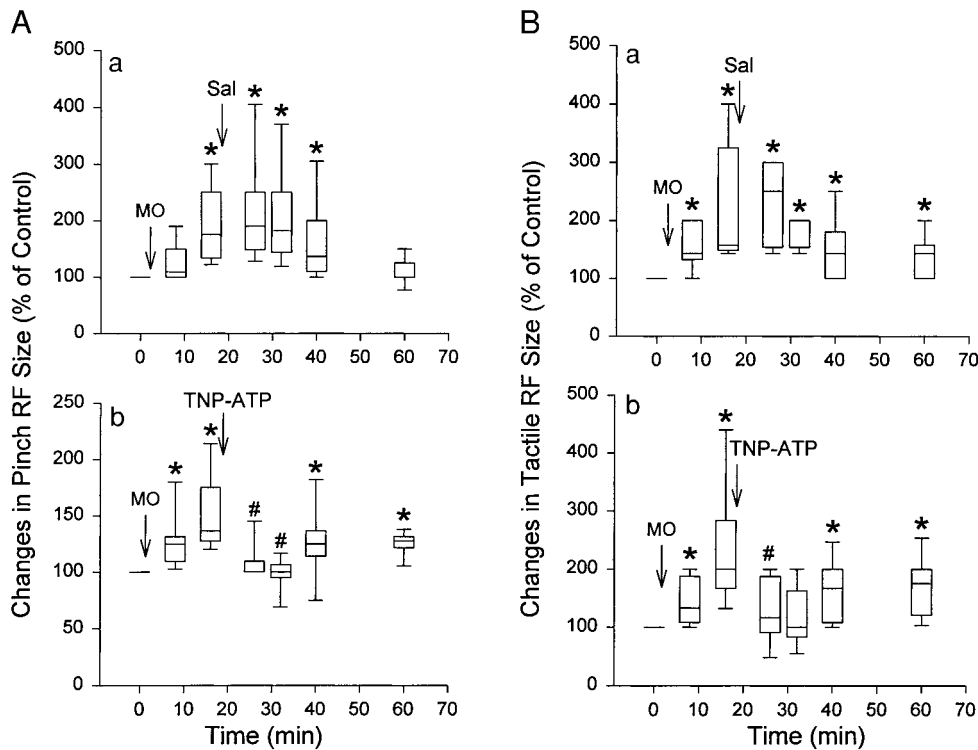 A
a
500
400
300
200
100
0
MO
Sal
*
*
*
*
0 10 20 30 40 50 60 70
b
250
200
150
100
50
0
MO
TNP-ATP
*
*
#
#
*
*
0 10 20 30 40 50 60 70
Time (min)
Changes in Pinch RF Size (% of Control)
B
a
500
400
300
200
100
0
MO
Sal
*
*
*
*
*
*
0 10 20 30 40 50 60 70
b
500
400
300
200
100
0
MO
TNP-ATP
*
*
#
*
*
0 10 20 30 40 50 60 70
Time (min)
Changes in Tactile RF Size (% of Control)